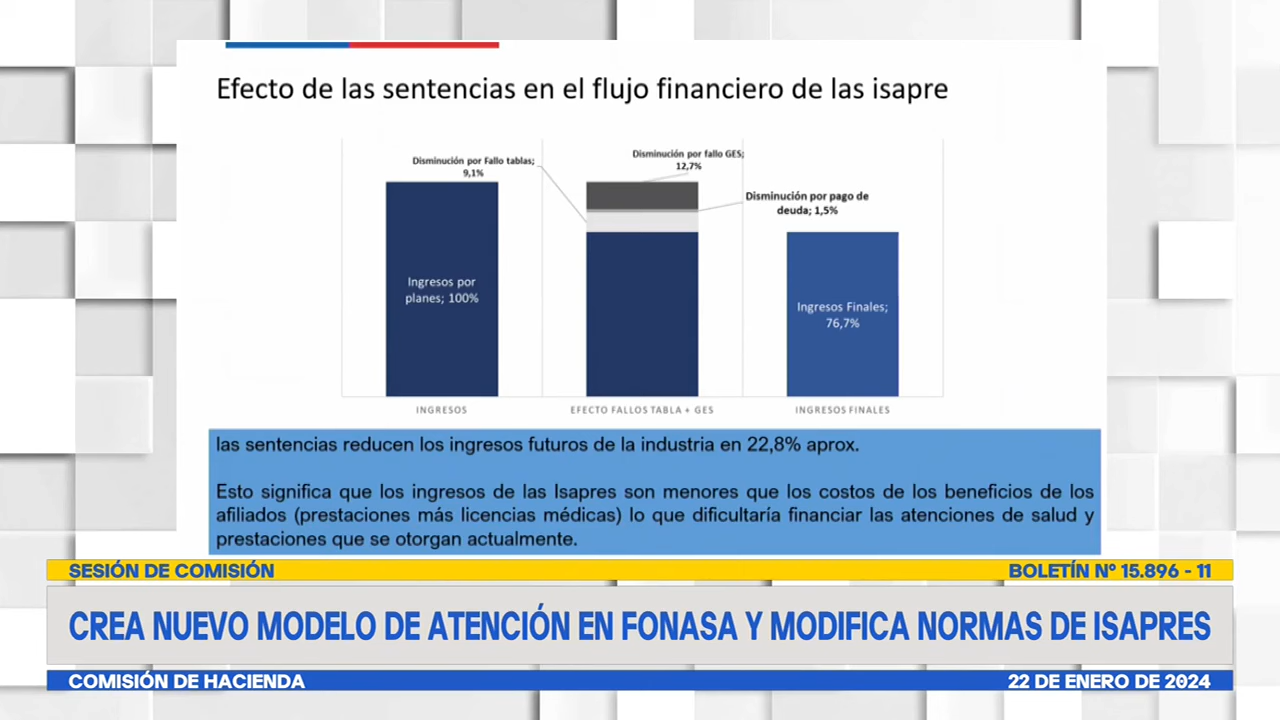 Efecto de las sentencias en el flujo financiero de las isapre
Disminución por Fallo tablas;
9,1%
Disminución por fallo GES;
12,7%
Disminución por pago de
deuda; 1,5%
Ingresos por
planes; 100%
Ingresos Finales;
76,7%
INGRESOS
EFECTO FALLOS TABLA + GES
INGRESOS FINALES
las sentencias reducen los ingresos futuros de la industria en 22,8% aprox.
Esto significa que los ingresos de las Isapres son menores que los costos de los beneficios de los
afiliados (prestaciones más licencias médicas) lo que dificultaría financiar las atenciones de salud y
prestaciones que se otorgan actualmente.
SESIÓN DE COMISIÓN
BOLETÍN N° 15.896 - 11
CREA NUEVO MODELO DE ATENCIÓN EN FONASA Y MODIFICA NORMAS DE ISAPRES
COMISIÓN DE HACIENDA
22 DE ENERO DE 2024